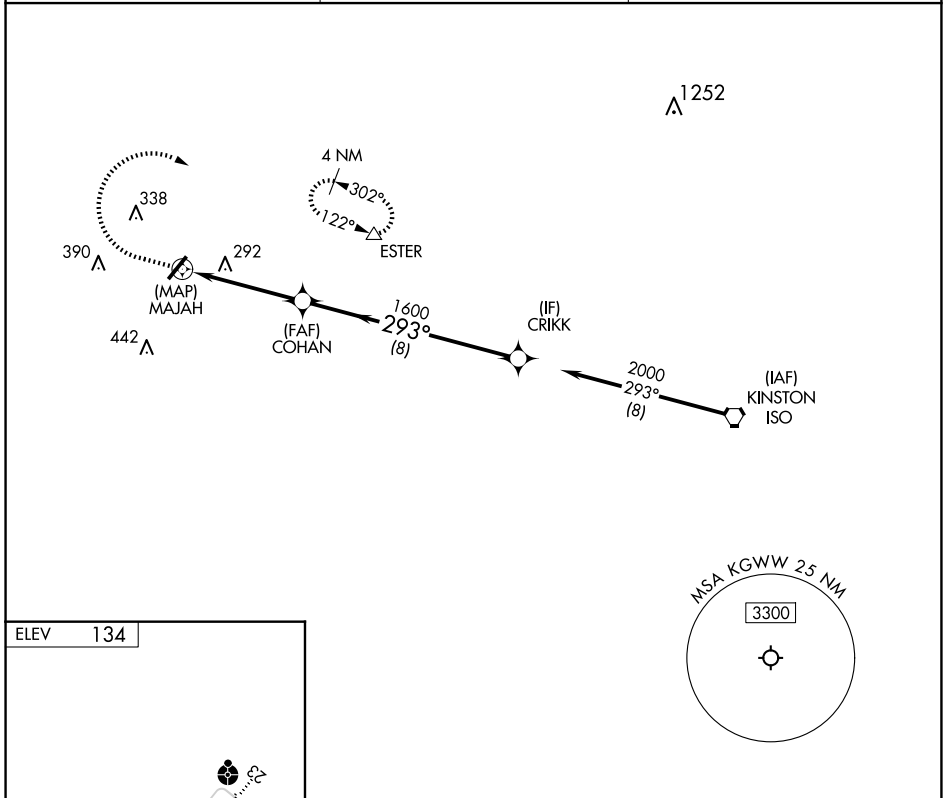 1252
4 NM
302°
122°
ESTER
338
390
292
(MAP)
MAJAH
442
(FAF)
COHAN
1600
293°
(8)
(IF)
CRIKK
2000
293°
(8)
(IAF)
KINSTON
ISO
MSA KGWW 25 NM
3300
ELEV 134
23